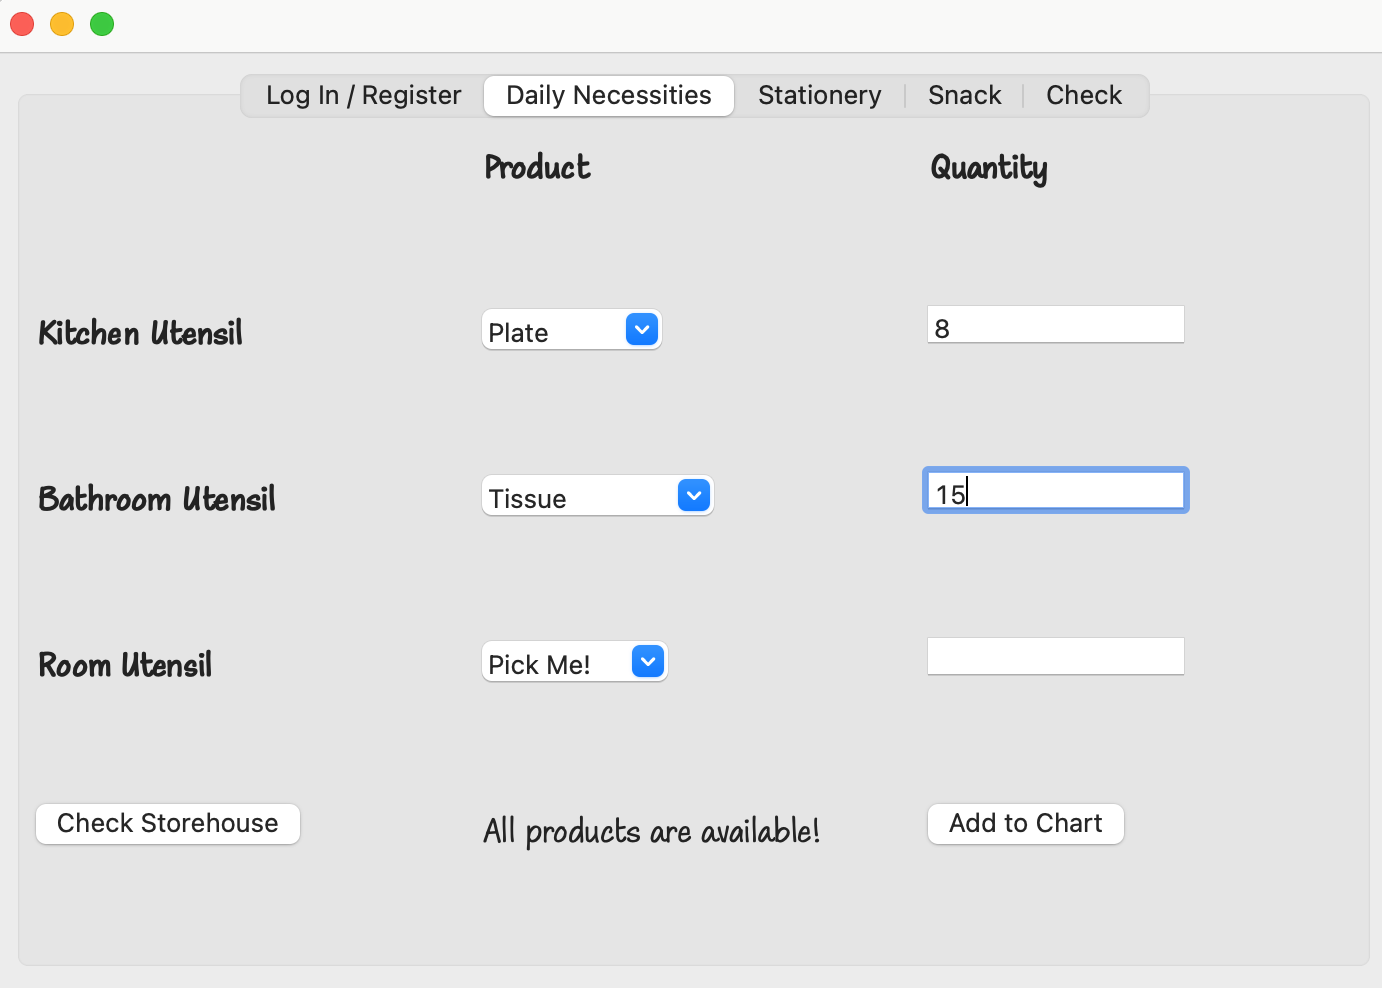 Log In / Register Daily Necessities Stationery Snack Check
Product Quantity
Kitchen Utensil Plate 8
Bathroom Utensil Tissue 15
Room Utensil Pick Me!
Check Storehouse All products are available! Add to Chart